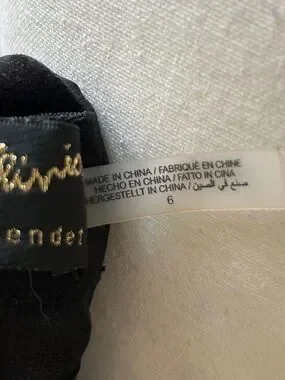 MADE IN CHINA / FABRIQUÉ EN CHINE
HECHO EN CHINA / FATTO IN CINA
HERGESTELLT IN CHINA / صنع في الصين
6